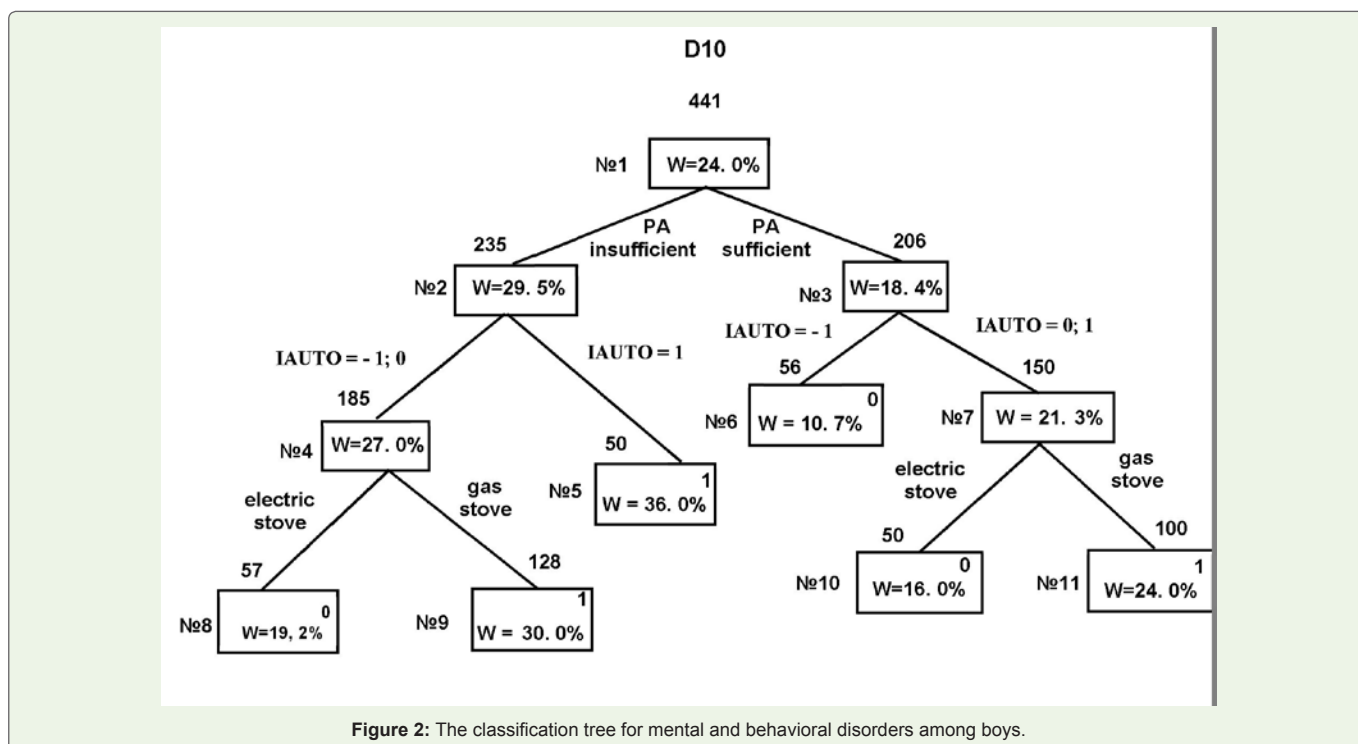 D10
441
№1
W=24. 0%
PA
insufficient
PA
sufficient
235
206
№2
W=29. 5%
№3
W=18. 4%
IAUTO = - 1; 0
IAUTO = 1
IAUTO = - 1
IAUTO = 0; 1
185
56
150
№4
W=27. 0%
50
№5
1
W = 36. 0%
№6
0
W = 10. 7%
№7
W = 21. 3%
electric
stove
gas
stove
electric
stove
gas
stove
57
128
50
100
№8
0
W=19, 2%
№9
1
W = 30. 0%
№10
0
W=16. 0%
№11
1
W=24. 0%
Figure 2: The classification tree for mental and behavioral disorders among boys.